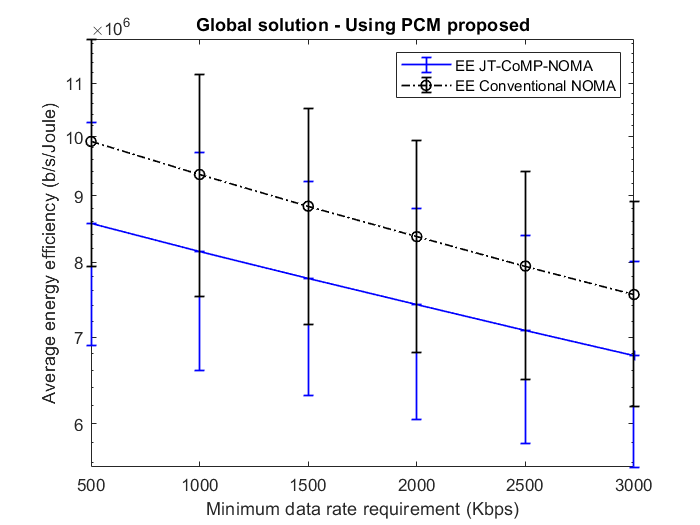 Global solution - Using PCM proposed
×10^6
EE JT-CoMP-NOMA
EE Conventional NOMA
11
10
9
8
7
6
Average energy efficiency (b/s/Joule)
500 1000 1500 2000 2500 3000
Minimum data rate requirement (Kbps)